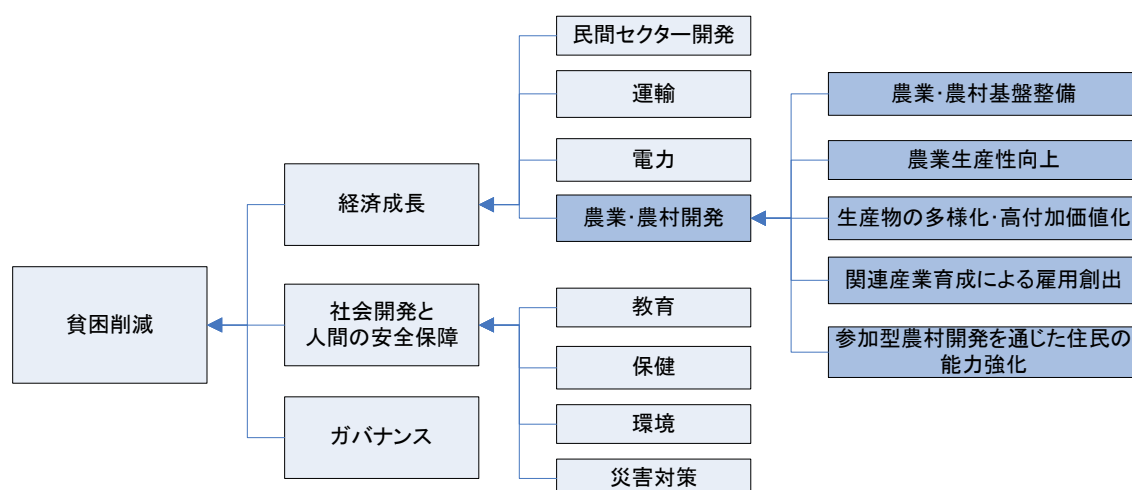 民間セクター開発
運輸
電力
農業・農村開発
経済成長
農業・農村基盤整備
農業生産性向上
生産物の多様化・高付加価値化
関連産業育成による雇用創出
参加型農村開発を通じた住民の
能力強化
貧困削減
社会開発と
人間の安全保障
教育
保健
環境
災害対策
ガバナンス